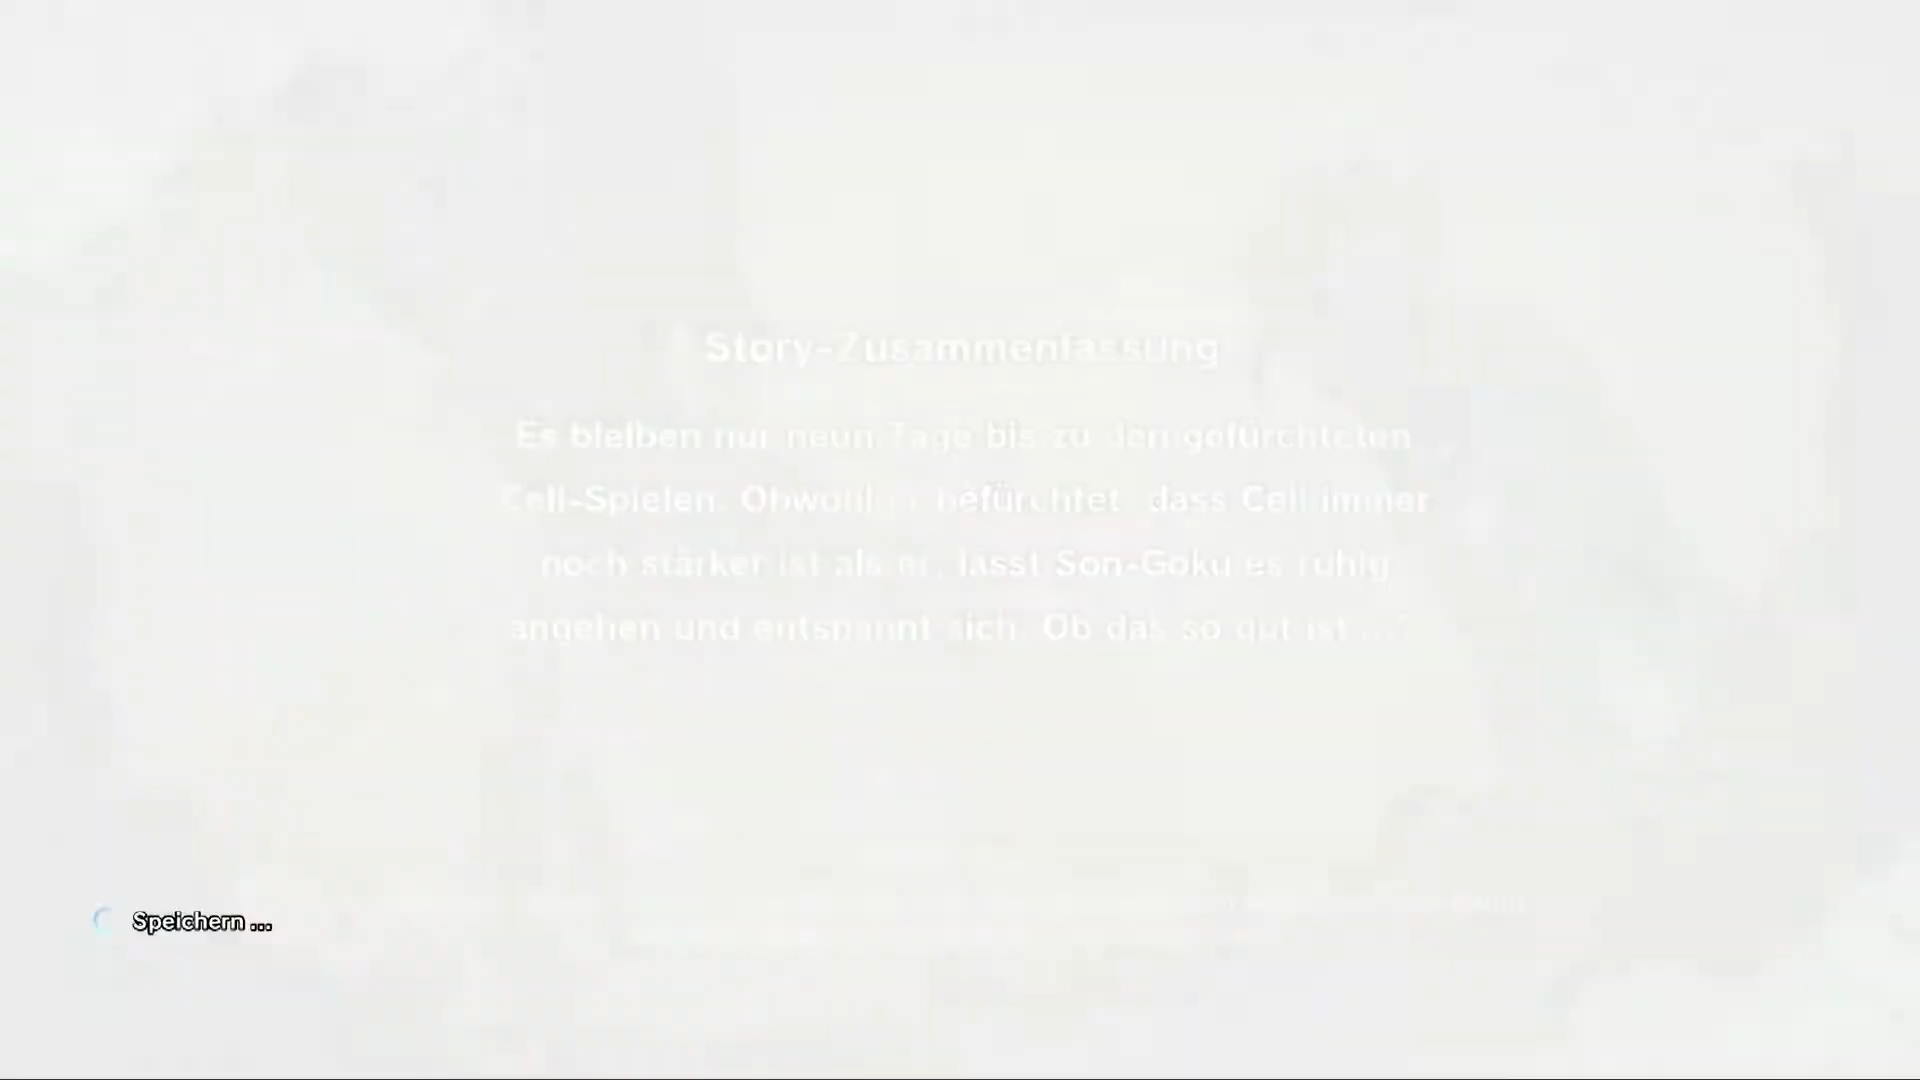 Story-Zusammenfassung
Es bleiben nur neun Tage bis zu den gefürchteten
Cell-Spielen. Obwohl er befürchtet, dass Cell immer
noch stärker ist als er, lässt Son-Goku es ruhig
angehen und entspannt sich. Ob das so gut ist ...?
Speichern ...